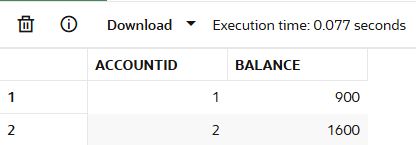 Download Execution time: 0.077 seconds
ACCOUNTID BALANCE
1 1 900
2 2 1600